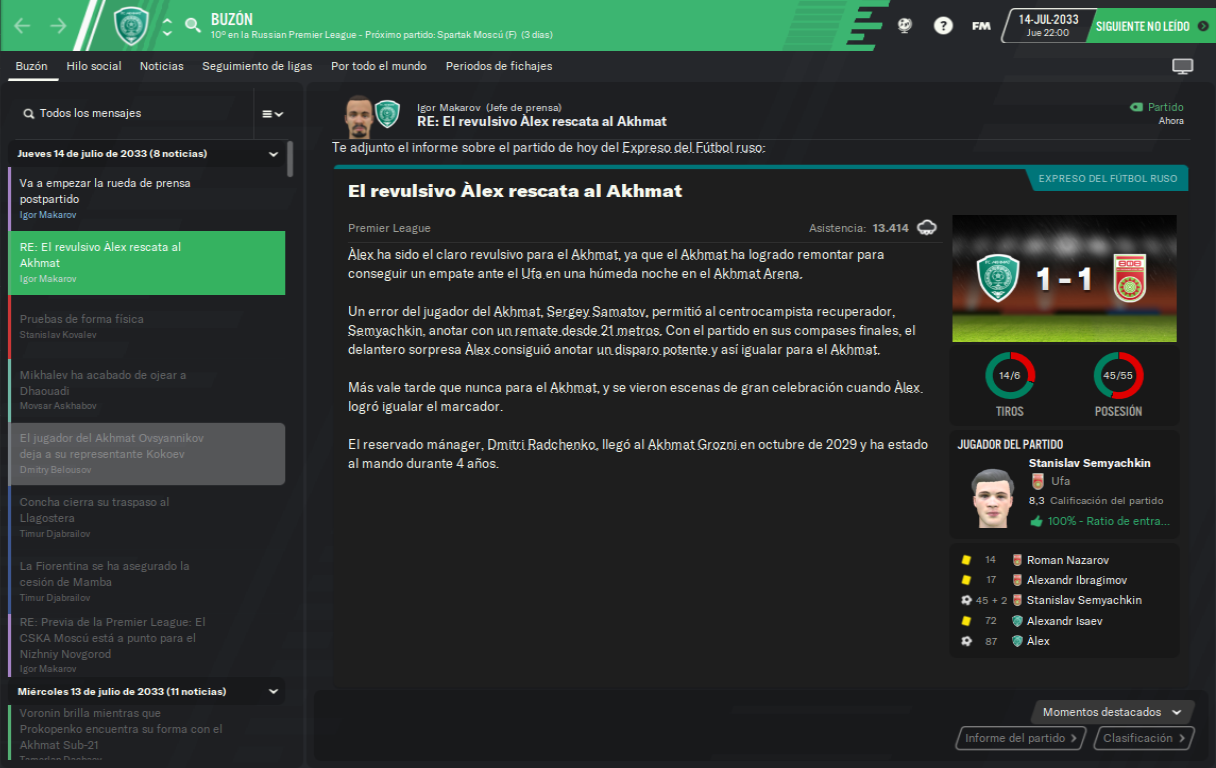 BUZÓN
10º en la Russian Premier League - Próximo partido: Spartak Moscú (F) (3 días)
?
FM
14-JUL-2033
Jue 22:00
SIGUIENTE NO LEÍDO
Buzón
Hilo social
Noticias
Seguimiento de ligas
Por todo el mundo
Periodos de fichajes
Todos los mensajes
Jueves 14 de julio de 2033 (8 noticias)
Va a empezar la rueda de prensa
postpartido
Igor Makarov
RE: El revulsivo Àlex rescata al
Akhmat
Igor Makarov
Pruebas de forma física
Stanislav Kovalev
Mikhalev ha acabado de ojear a
Dhaouadi
Movsar Askhabov
El jugador del Akhmat Ovsyannikov
deja a su representante Kokoev
Dmitry Belousov
Concha cierra su traspaso al
Llagostera
Timur Djabrailov
La Fiorentina se ha asegurado la
cesión de Mamba
Timur Djabrailov
RE: Previa de la Premier League: El
CSKA Moscú está a punto para el
Nizhniy Novgorod
Igor Makarov
Miércoles 13 de julio de 2033 (11 noticias)
Voronin brilla mientras que
Prokopenko encuentra su forma con el
Akhmat Sub-21
Igor Makarov (Jefe de prensa)
RE: El revulsivo Àlex rescata al Akhmat
Partido
Ahora
Te adjunto el informe sobre el partido de hoy del Expreso del Fútbol ruso:
EXPRESO DEL FÚTBOL RUSO
El revulsivo Àlex rescata al Akhmat
Premier League
Asistencia: 13.414
Àlex ha sido el claro revulsivo para el Akhmat, ya que el Akhmat ha logrado remontar para
conseguir un empate ante el Ufa en una húmeda noche en el Akhmat Arena.
Un error del jugador del Akhmat, Sergey Samatov, permitió al centrocampista recuperador,
Semyachkin, anotar con un remate desde 21 metros. Con el partido en sus compases finales, el
delantero sorpresa Àlex consiguió anotar un disparo potente y así igualar para el Akhmat.
Más vale tarde que nunca para el Akhmat, y se vieron escenas de gran celebración cuando Àlex
logró igualar el marcador.
El reservado mánager, Dmitri Radchenko, llegó al Akhmat Grozni en octubre de 2029 y ha estado
al mando durante 4 años.
1 - 1
14/6
TIROS
45/55
POSESIÓN
JUGADOR DEL PARTIDO
Stanislav Semyachkin
Ufa
8,3 Calificación del partido
100% - Ratio de entra...
14 Roman Nazarov
17 Alexandr Ibragimov
45 + 2 Stanislav Semyachkin
72 Alexandr Isaev
87 Àlex
Momentos destacados
Informe del partido
Clasificación